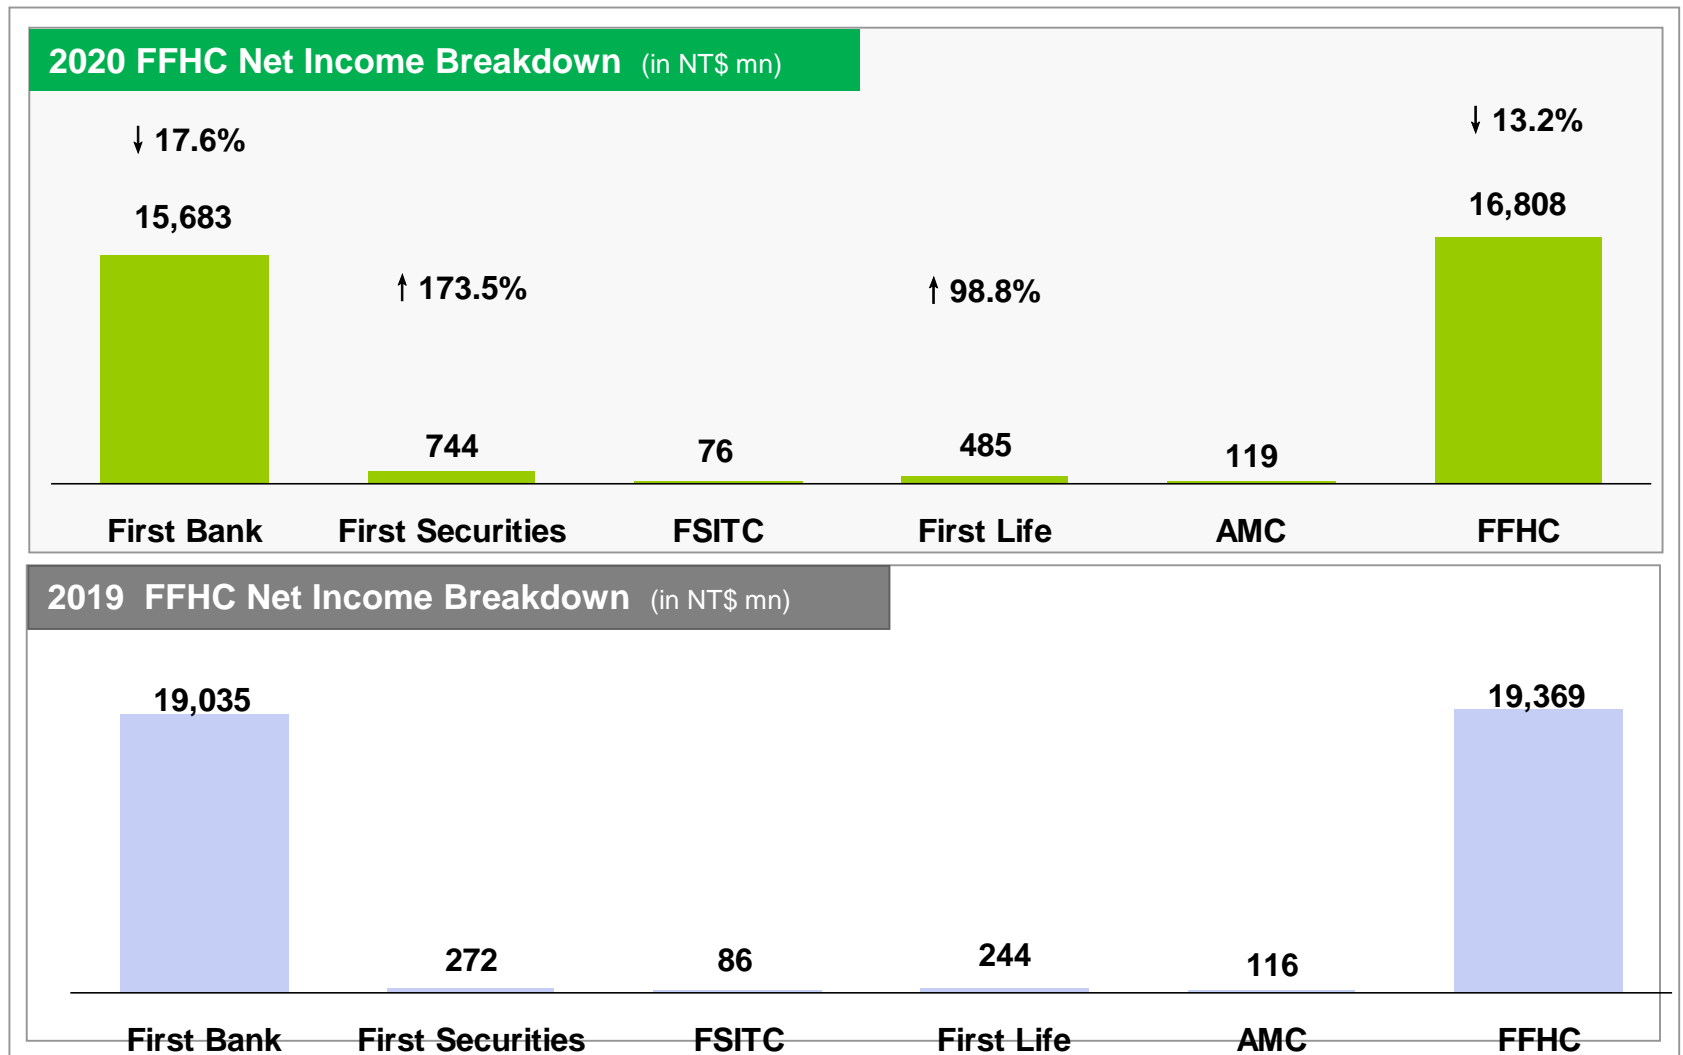 2020 FFHC Net Income Breakdown (in NT$ mn)
↓ 17.6%
↓ 13.2%
15,683
16,808
↑ 173.5%
↑ 98.8%
744
76
485
119
First Bank
First Securities
FSITC
First Life
AMC
FFHC
2019 FFHC Net Income Breakdown (in NT$ mn)
19,035
19,369
272
86
244
116
First Bank
First Securities
FSITC
First Life
AMC
FFHC